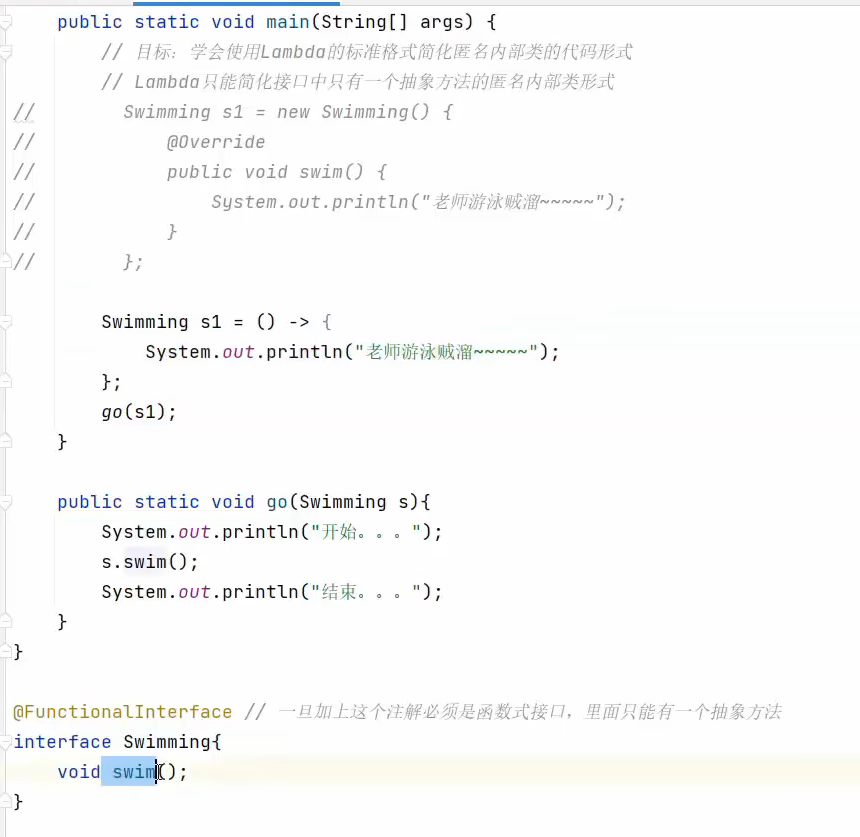 public static void main(String[] args) {
// 目标：学会使用Lambda的标准格式简化匿名内部类的代码形式
// Lambda只能简化接口中只有一个抽象方法的匿名内部类形式
//        Swimming s1 = new Swimming() {
//            @Override
//            public void swim() {
//                System.out.println("老师游泳贼溜~~~~~");
//            }
//        };
Swimming s1 = () -> {
System.out.println("老师游泳贼溜~~~~~");
};
go(s1);
}
public static void go(Swimming s){
System.out.println("开始。。。");
s.swim();
System.out.println("结束。。。");
}
}
@FunctionalInterface // 一旦加上这个注解必须是函数式接口，里面只能有一个抽象方法
interface Swimming{
void swim();
}